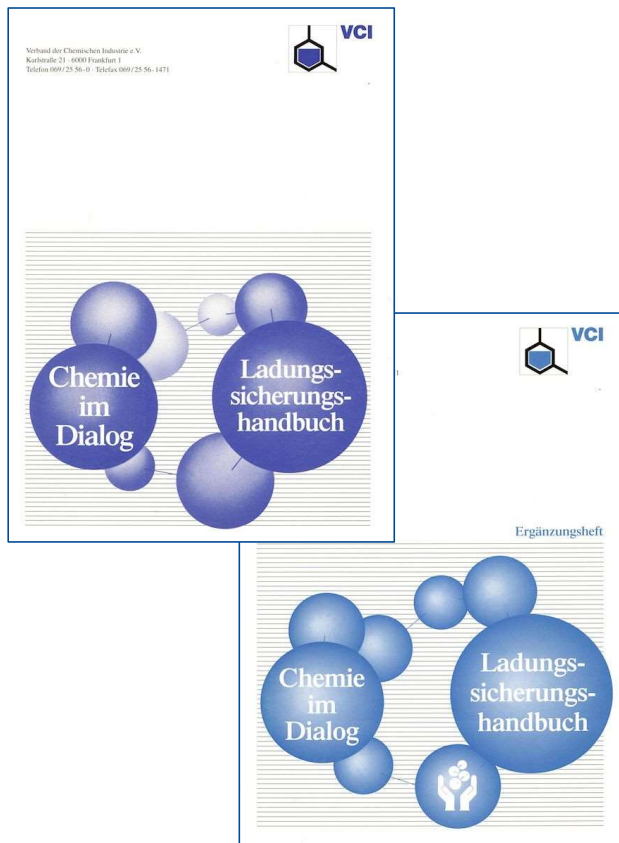 VCI
Verband der Chemischen Industrie e.V.
Karlstraße 21 · 6000 Frankfurt 1
Telefon 069/25 56-0 · Telefax 069/25 56-1471
Chemie
im
Dialog
Ladungs-
sicherungs-
handbuch
VCI
Ergänzungsheft
Chemie
im
Dialog
Ladungs-
sicherungs-
handbuch